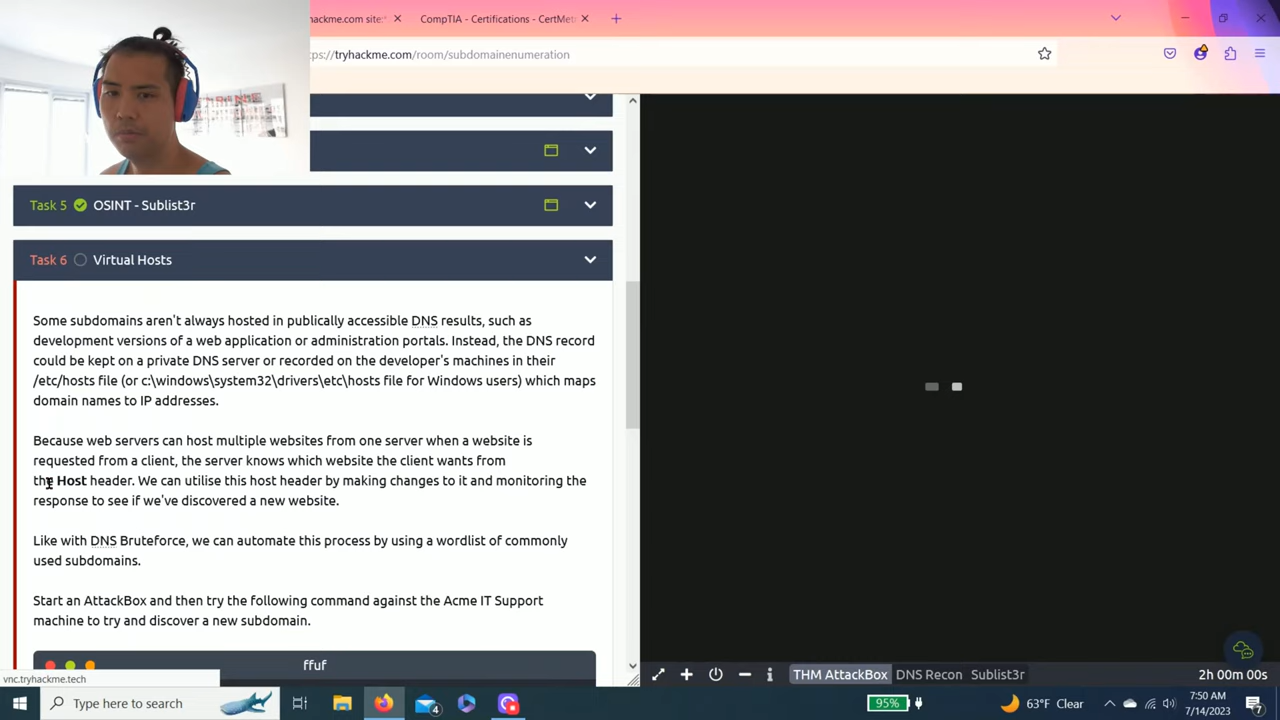 hackme.com site:
CompTIA - Certifications - CertMet
ps://tryhackme.com/room/subdomainenumeration
Task 5 OSINT - Sublist3r
Task 6 Virtual Hosts
Some subdomains aren't always hosted in publically accessible DNS results, such as
development versions of a web application or administration portals. Instead, the DNS record
could be kept on a private DNS server or recorded on the developer's machines in their
/etc/hosts file (or c:\windows\system32\drivers\etc\hosts file for Windows users) which maps
domain names to IP addresses.
Because web servers can host multiple websites from one server when a website is
requested from a client, the server knows which website the client wants from
the Host header. We can utilise this host header by making changes to it and monitoring the
response to see if we've discovered a new website.
Like with DNS Bruteforce, we can automate this process by using a wordlist of commonly
used subdomains.
Start an AttackBox and then try the following command against the Acme IT Support
machine to try and discover a new subdomain.
ffuf
vnc.tryhackme.tech
THM AttackBox DNS Recon Sublist3r 2h 00m 00s
Type here to search
4
95%
63°F Clear
7:50 AM
7/14/2023
7